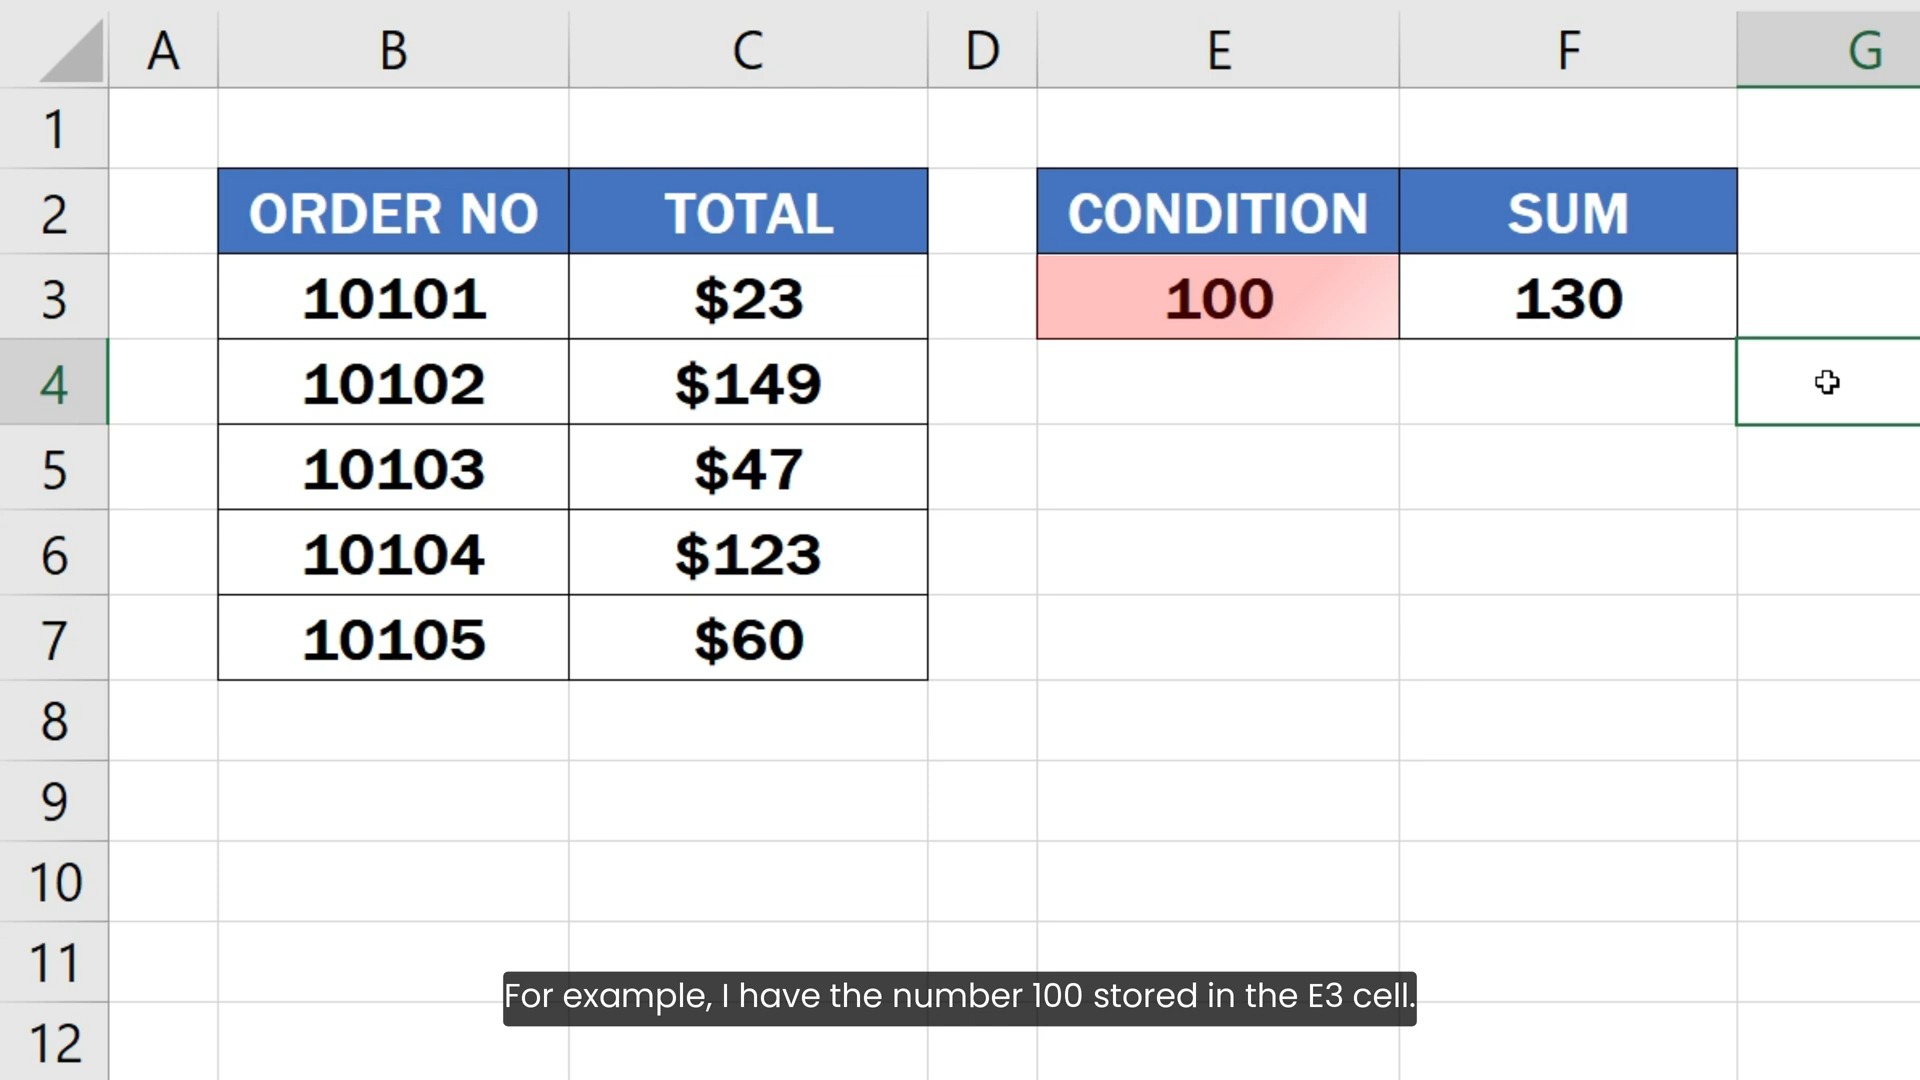 A B C D E F G
1
2 ORDER NO TOTAL CONDITION SUM
3 10101 $23 100 130
4 10102 $149
5 10103 $47
6 10104 $123
7 10105 $60
8
9
10
11
For example, I have the number 100 stored in the E3 cell.
12